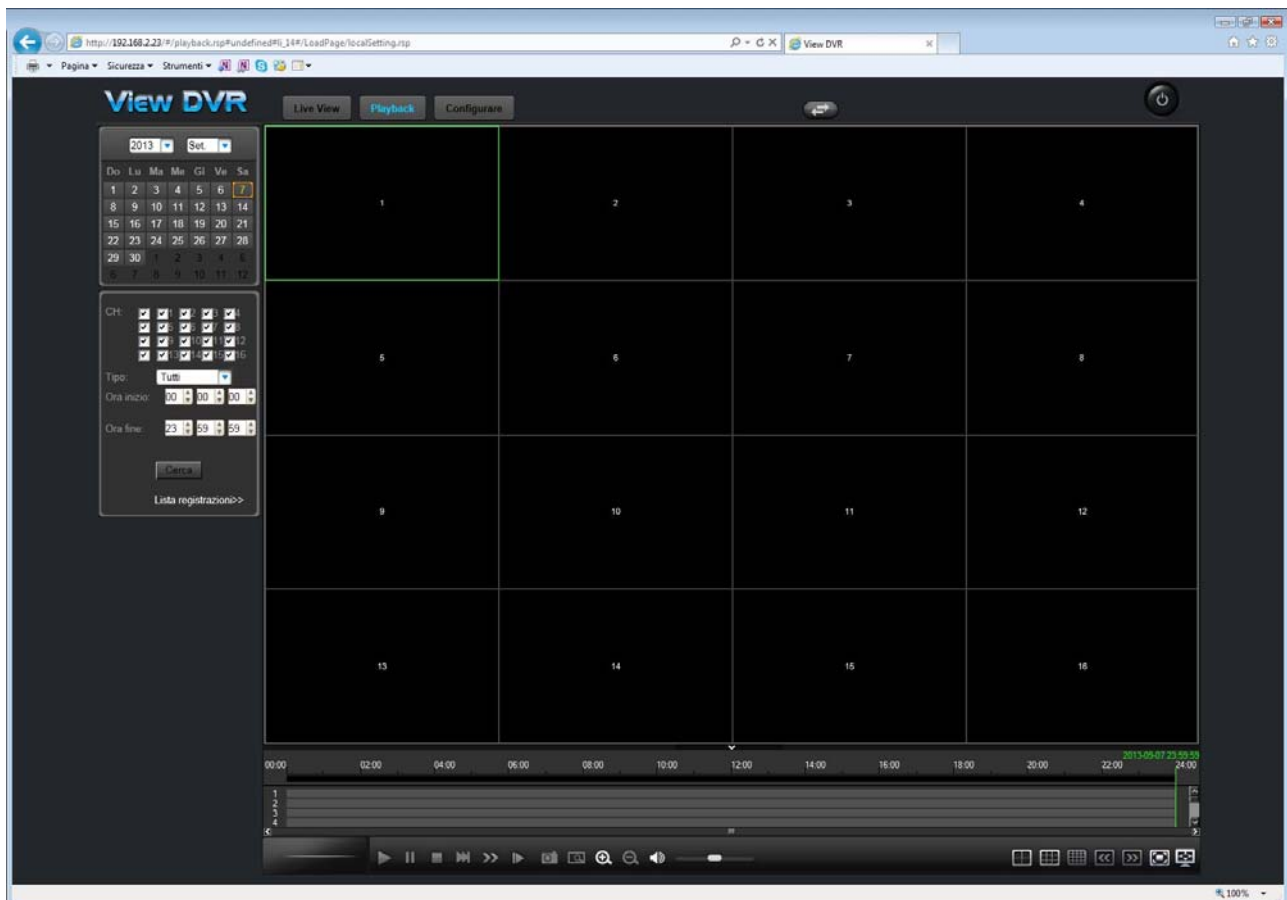 http://192.168.2.23/#/playback.rsp#undefined#li_14#/LoadPage/localSetting.rsp
View DVR
Pagina Sicurezza Strumenti
View DVR
Live View Playback Configurare
2013 Set.
Do Lu Ma Me Gi Ve Sa
1 2 3 4 5 6 7
8 9 10 11 12 13 14
15 16 17 18 19 20 21
22 23 24 25 26 27 28
29 30 1 2 3 4 5
6 7 8 9 10 11 12
CH: 1 2 3 4
5 6 7 8
9 10 11 12
13 14 15 16
Tipo: Tutti
Ora inizio: 00 00 00
Ora fine: 23 59 59
Cerca
Lista registrazioni>>
1 2 3 4
5 6 7 8
9 10 11 12
13 14 15 16
2013-09-07 23:59:59
00:00 02:00 04:00 06:00 08:00 10:00 12:00 14:00 16:00 18:00 20:00 22:00 24:00
1
2
3
4
100%